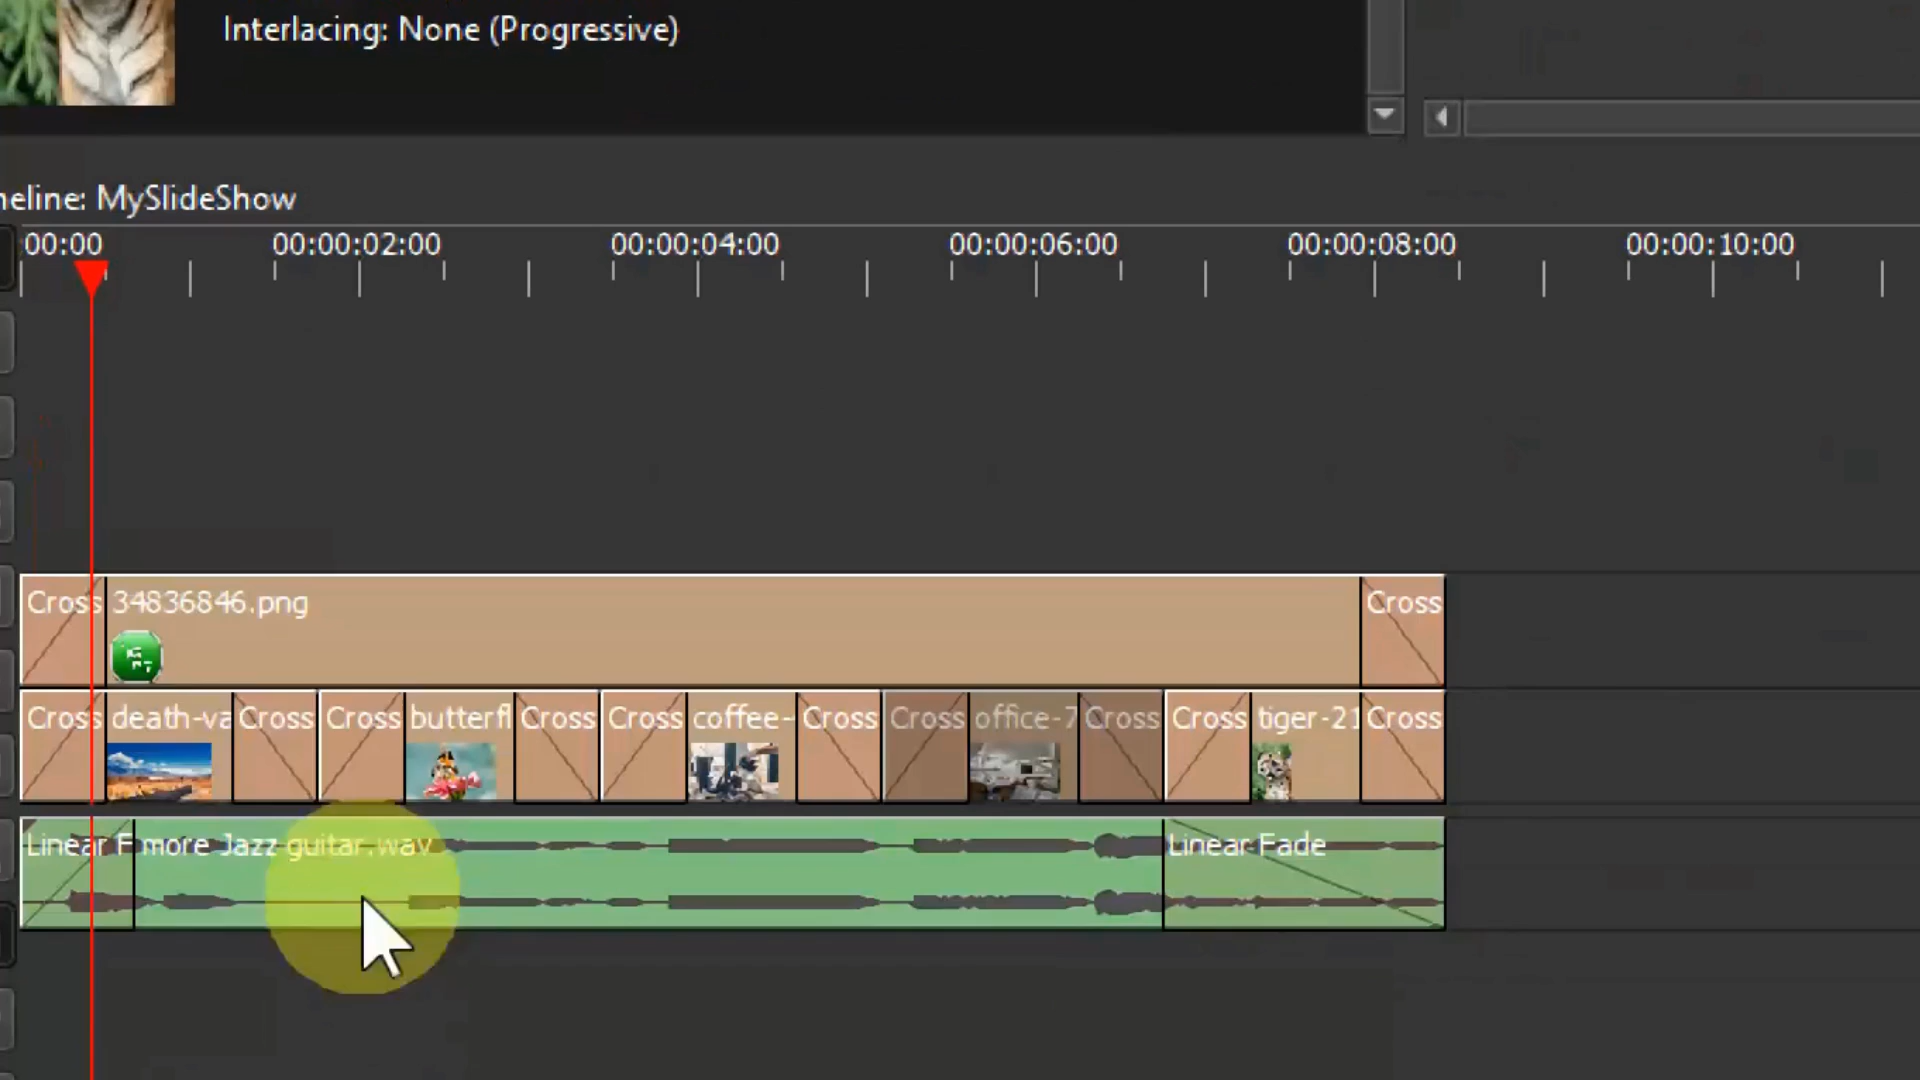 Interlacing: None (Progressive)
neline: MySlideShow
00:00 00:00:02:00 00:00:04:00 00:00:06:00 00:00:08:00 00:00:10:00
Cross 34836846.png Cross
Cross death-va Cross Cross butterfl Cross Cross coffee- Cross Cross office-7 Cross Cross tiger-21 Cross
Linear F more Jazz guitar.wav Linear Fade